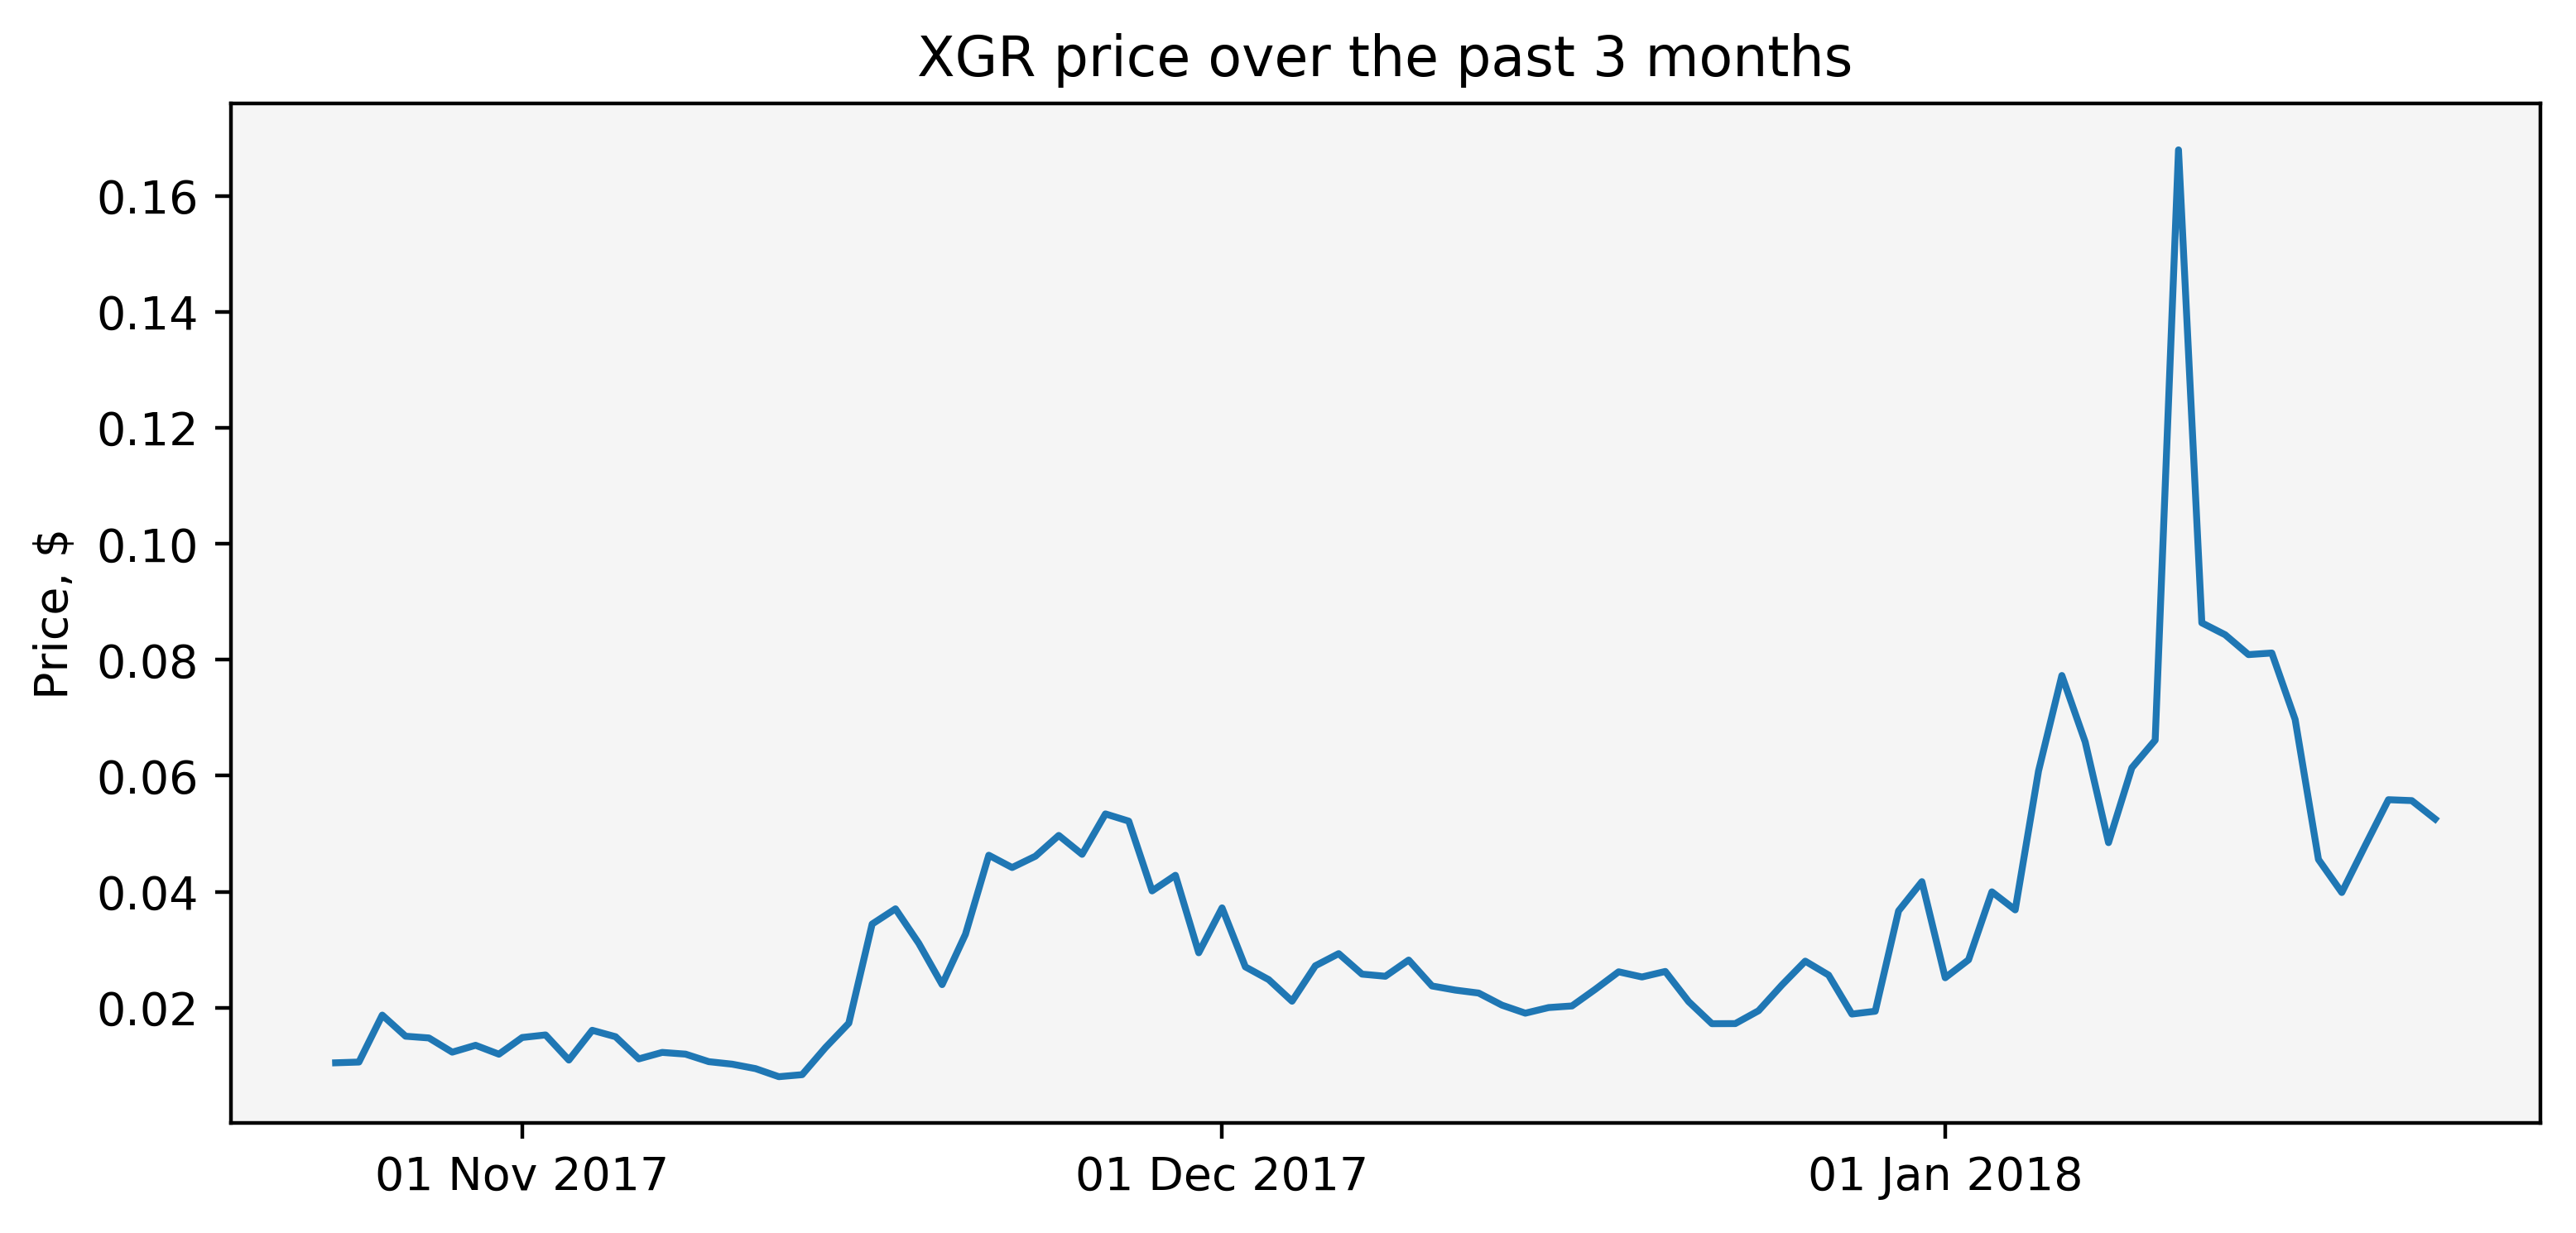 XGR price over the past 3 months
Price, $
0.16
0.14
0.12
0.10
0.08
0.06
0.04
0.02
01 Nov 2017
01 Dec 2017
01 Jan 2018